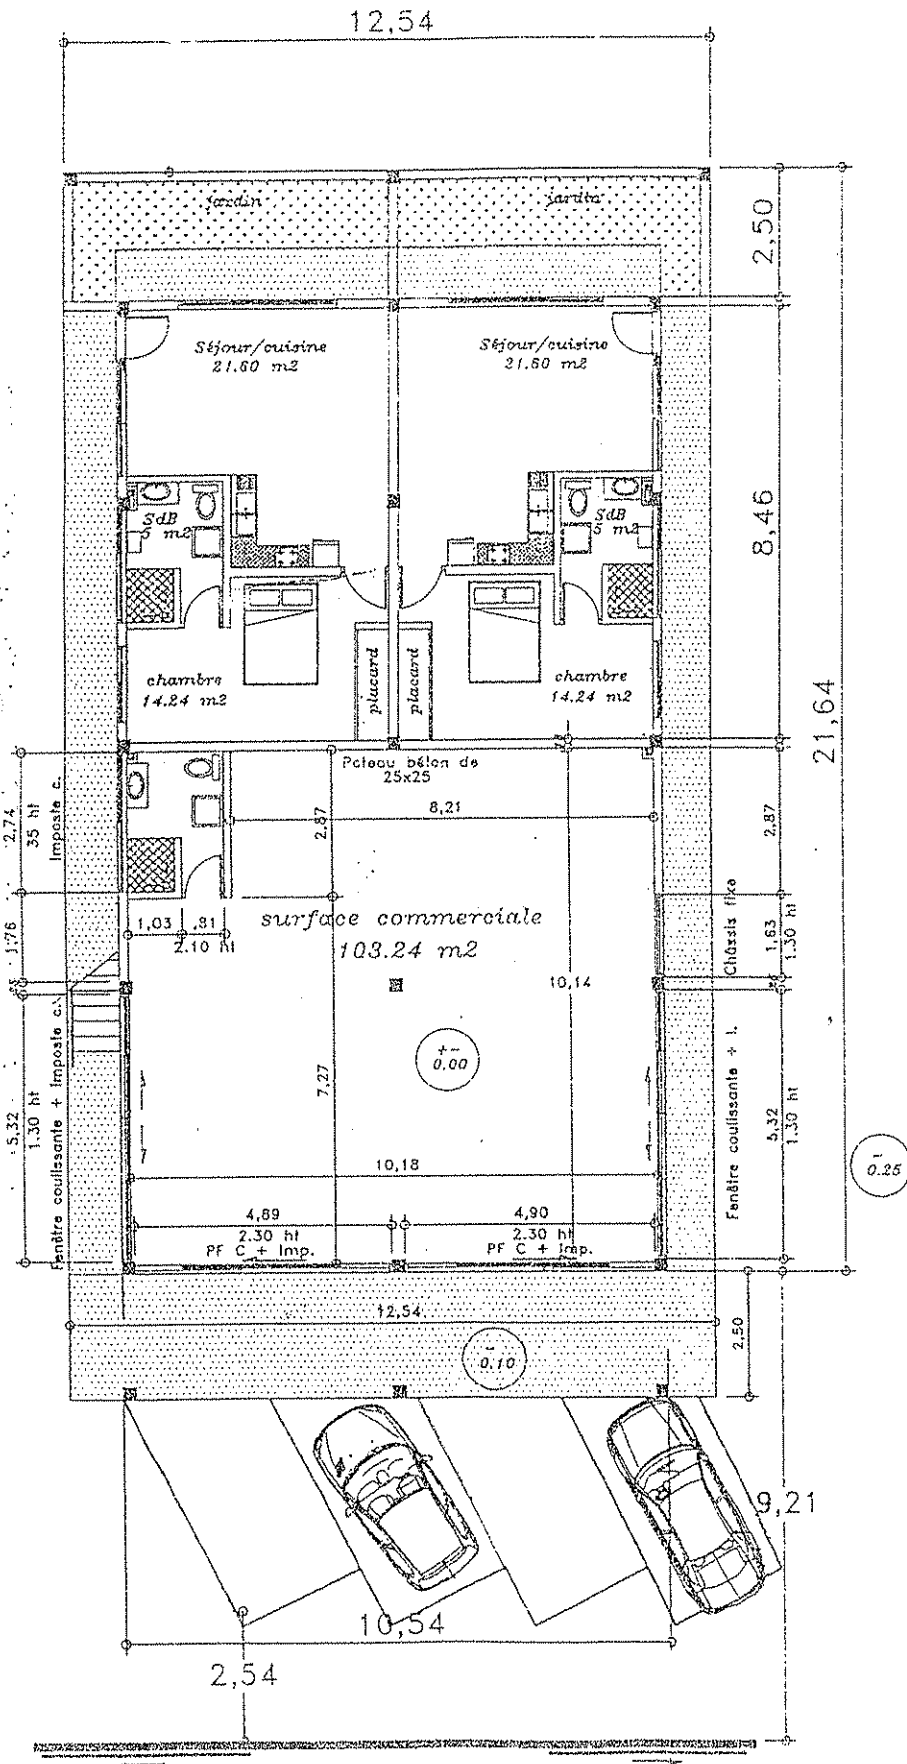 12,54
jardin
jardin
2,50
Séjour/cuisine
21.60 m2
Séjour/cuisine
21.60 m2
8,46
SdB
5 m2
SdB
5 m2
chambre
14.24 m2
placard
placard
chambre
14.24 m2
21,64
Poteau béton de
25x25
2,74
35 ht
Imposte c.
2,87
8,21
2,87
surface commerciale
103.24 m2
1,03
,81
2.10 ht
1,76
Châssis fixe
1,63
1.30 ht
10,14
+-
0.00
7,27
5,32
1.30 ht
Fenêtre coulissante + Imposte c.
Fenêtre coulissante + I.
5,32
1.30 ht
-
0.25
10,18
4,89
2.30 ht
PF C + Imp.
4,90
2.30 ht
PF C + Imp.
12,54
-
0,10
2,50
9,21
10,54
2,54